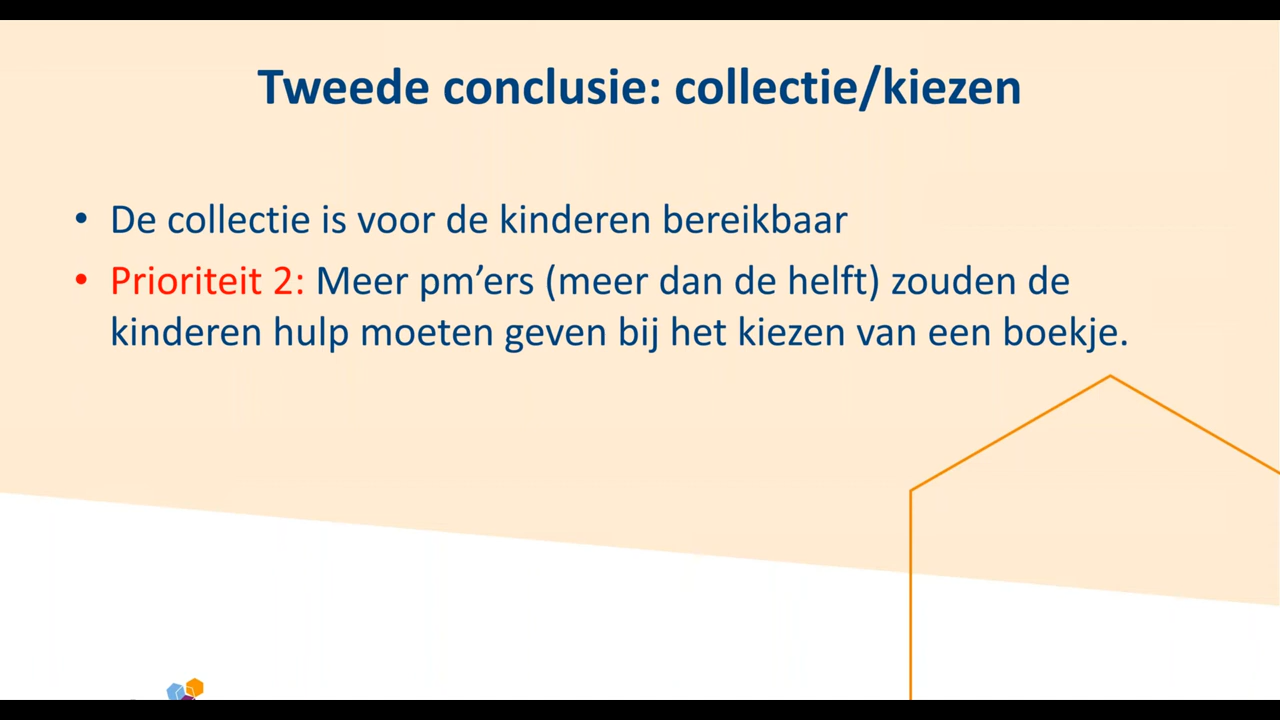 Tweede conclusie: collectie/kiezen
• De collectie is voor de kinderen bereikbaar
• Prioriteit 2: Meer pm’ers (meer dan de helft) zouden de
kinderen hulp moeten geven bij het kiezen van een boekje.